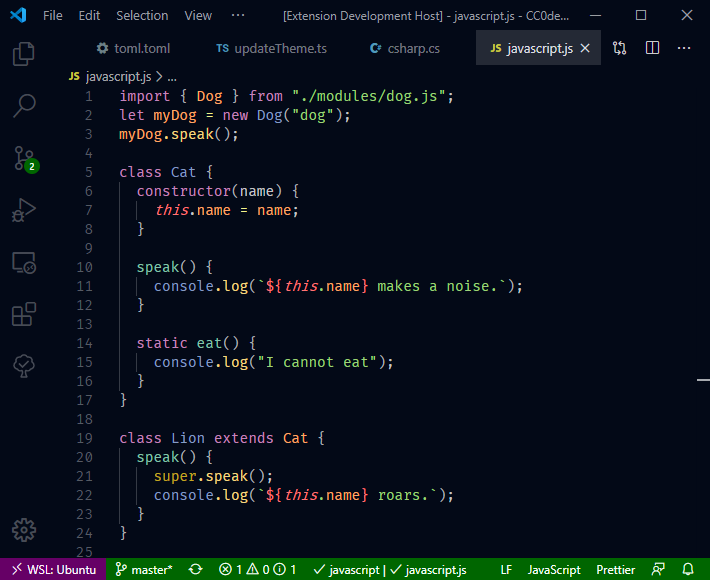 File Edit Selection View ··· [Extension Development Host] - javascript.js - CC0de...
toml.toml TS updateTheme.ts csharp.cs JS javascript.js
JS javascript.js > ...
1 import { Dog } from "./modules/dog.js";
2 let myDog = new Dog("dog");
3 myDog.speak();
4
5 class Cat {
6 constructor(name) {
7 this.name = name;
8 }
9
10 speak() {
11 console.log(`${this.name} makes a noise.`);
12 }
13
14 static eat() {
15 console.log("I cannot eat");
16 }
17 }
18
19 class Lion extends Cat {
20 speak() {
21 super.speak();
22 console.log(`${this.name} roars.`);
23 }
24 }
25
2
WSL: Ubuntu master* 1 0 1 javascript | javascript.js LF JavaScript Prettier